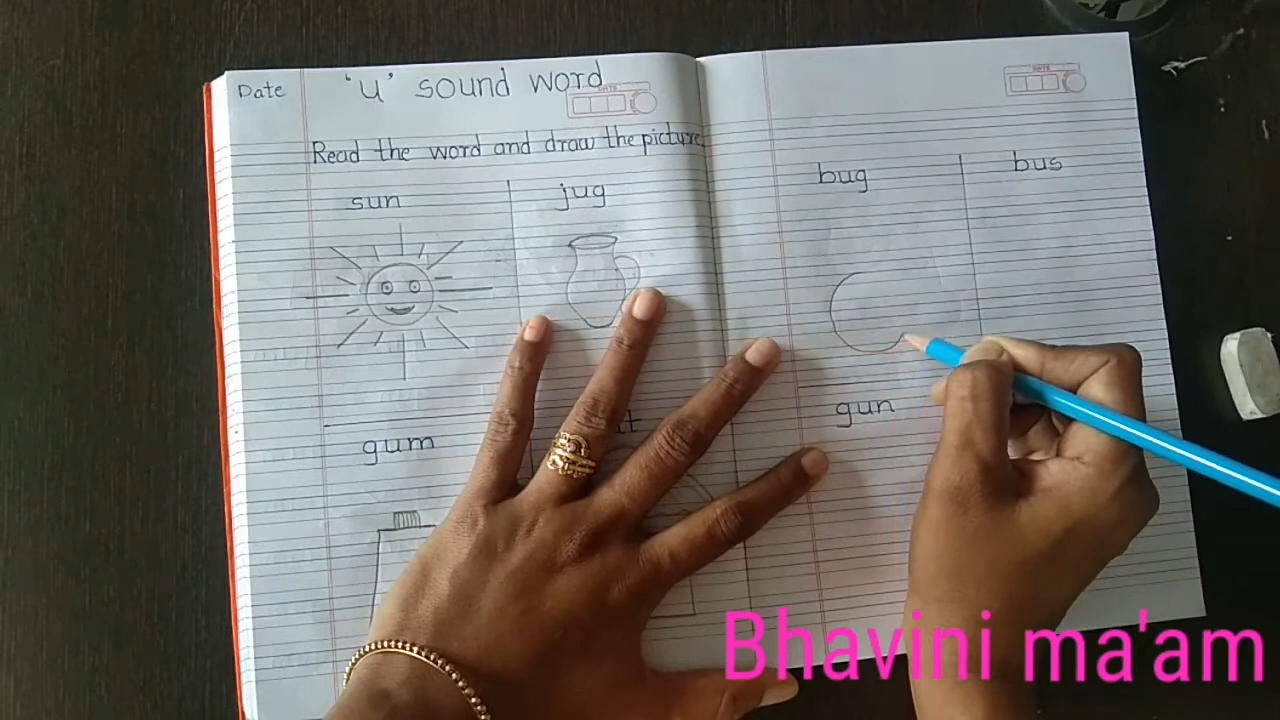 Date 'u' sound word
Read the word and draw the picture.
sun jug
bug bus
gum
gun
Bhavini ma'am